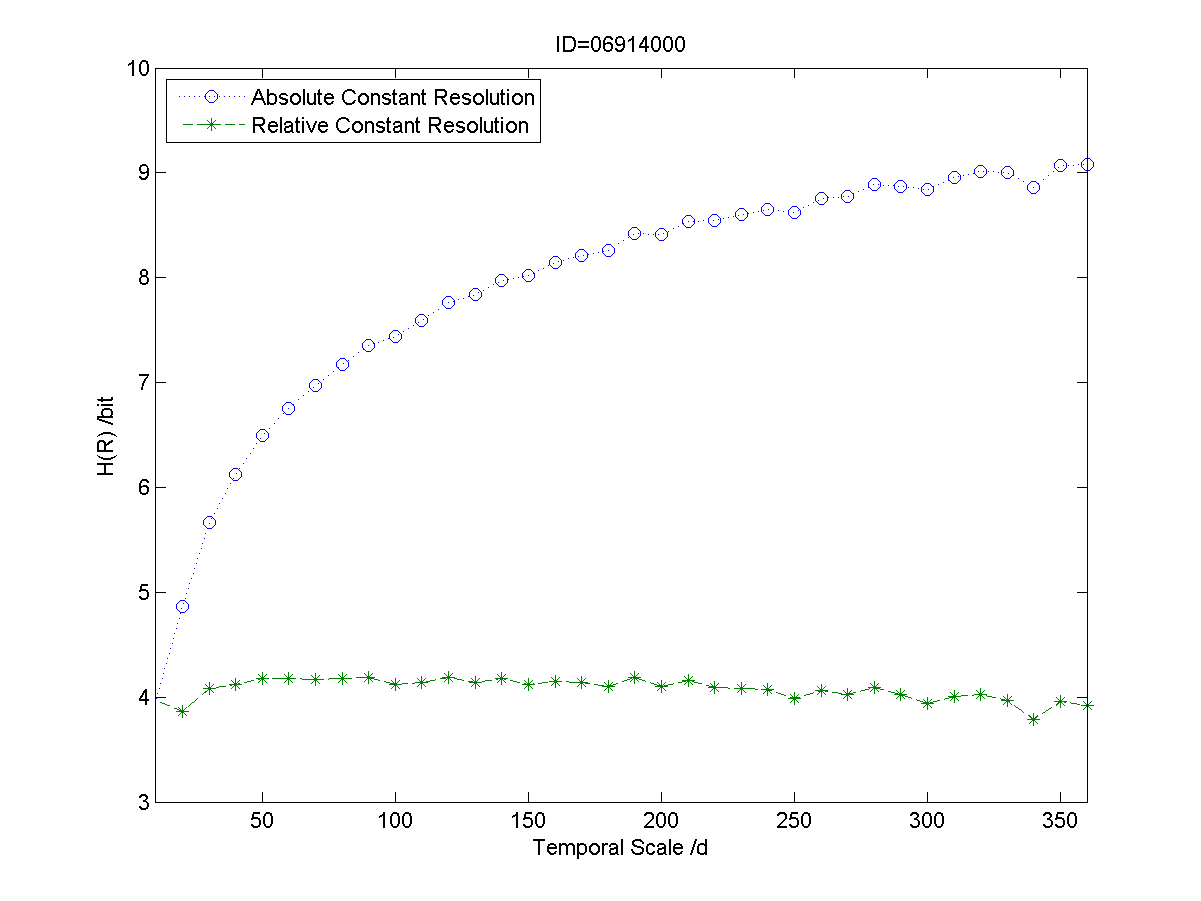 ID=06914000
10
9
8
7
6
5
4
3
H(R) /bit
Absolute Constant Resolution
Relative Constant Resolution
50 100 150 200 250 300 350
Temporal Scale /d